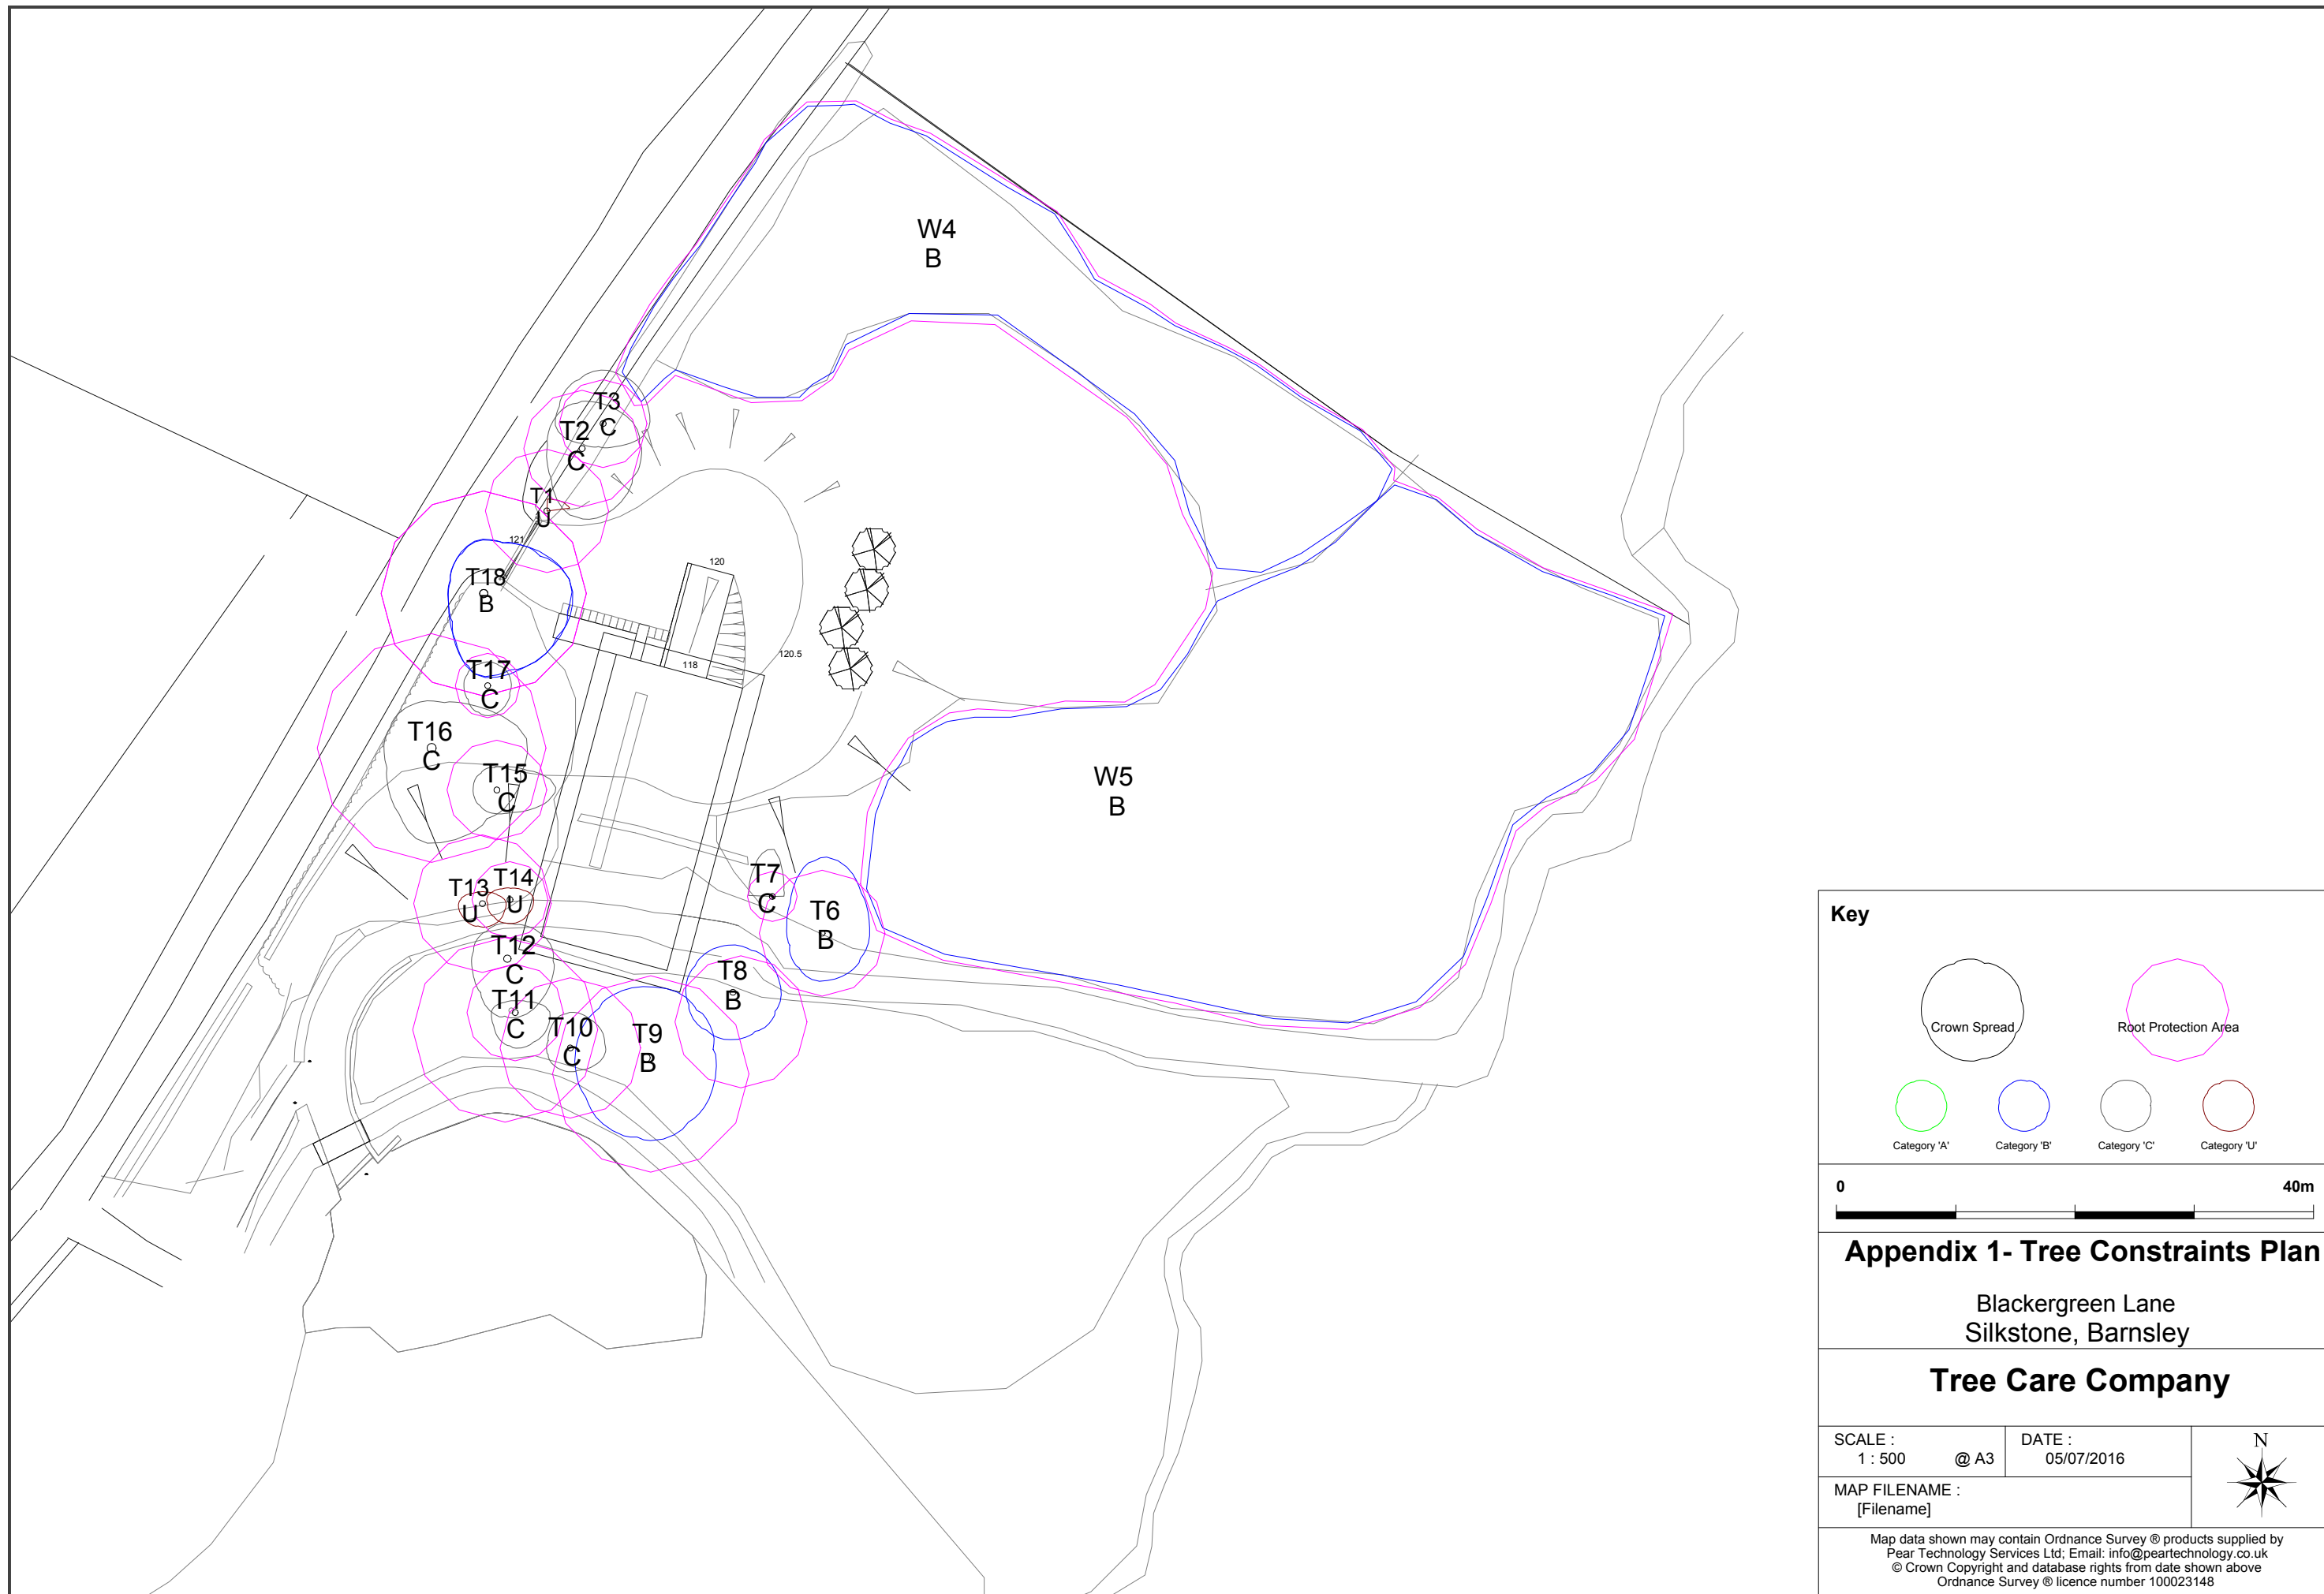 W4
B
T3
C
T2
C
T1
U
121
T18
B
120
118
120.5
T17
C
T16
C
T15
C
W5
B
T7
C
T6
B
T14
U
T13
U
T12
C
T8
B
T11
C
T10
C
T9
B
Key
Crown Spread
Root Protection Area
Category 'A'
Category 'B'
Category 'C'
Category 'U'
0 40m
Appendix 1- Tree Constraints Plan
Blackergreen Lane
Silkstone, Barnsley
Tree Care Company
SCALE :
1 : 500 @ A3
DATE :
05/07/2016
N
MAP FILENAME :
[Filename]
Map data shown may contain Ordnance Survey ® products supplied by
Pear Technology Services Ltd; Email: info@peartechnology.co.uk
© Crown Copyright and database rights from date shown above
Ordnance Survey ® licence number 100023148